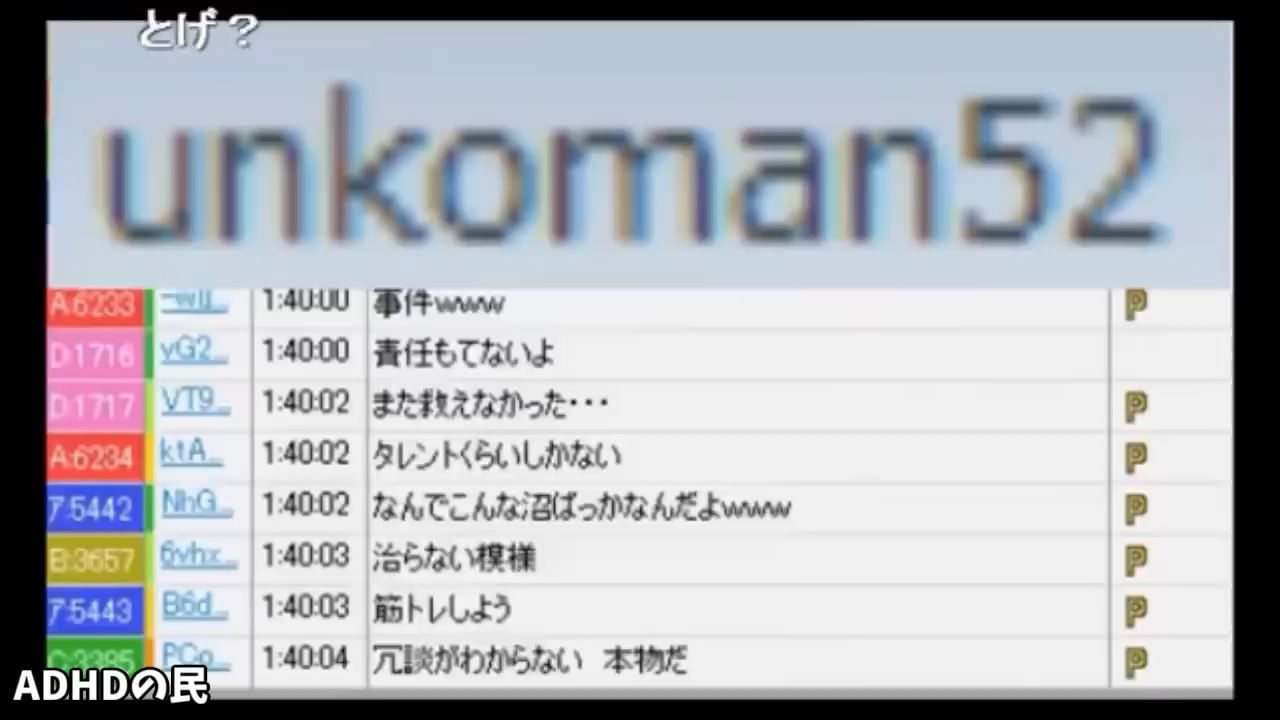 とげ？
unkoman52
A:6233 1:40:00 事件www P
D:1716 vG2... 1:40:00 責任もてないよ
D:1717 VT9... 1:40:02 また救えなかった・・・ P
A:6234 ktA... 1:40:02 タレントくらいしかない P
ア:5442 NhG... 1:40:02 なんでこんな沼ばっかなんだよwww P
B:3657 6vhx... 1:40:03 治らない模様 P
ア:5443 B6d... 1:40:03 筋トレしよう P
C:3385 PCo... 1:40:04 冗談がわからない　本物だ P
ADHDの民